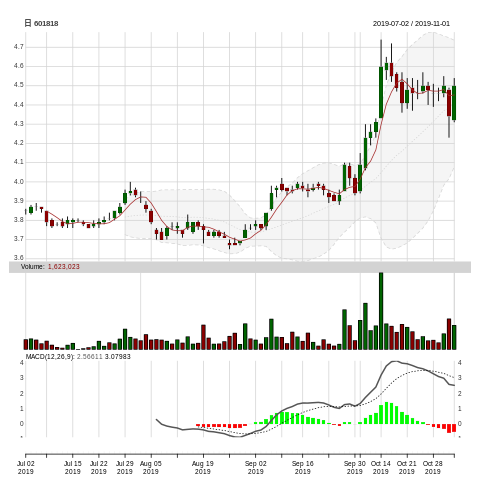 日 601818
2019-07-02 / 2019-11-01
4.7
4.6
4.5
4.4
4.3
4.2
4.1
4.0
3.9
3.8
3.7
3.6
Volume: 1,623,023
MACD(12,26,9): 2.56611 3.07983
4 4
3 3
2 2
1 1
0 0
Jul 02 2019
Jul 15 2019
Jul 22 2019
Jul 29 2019
Aug 05 2019
Aug 19 2019
Sep 02 2019
Sep 16 2019
Sep 30 2019
Oct 14 2019
Oct 21 2019
Oct 28 2019